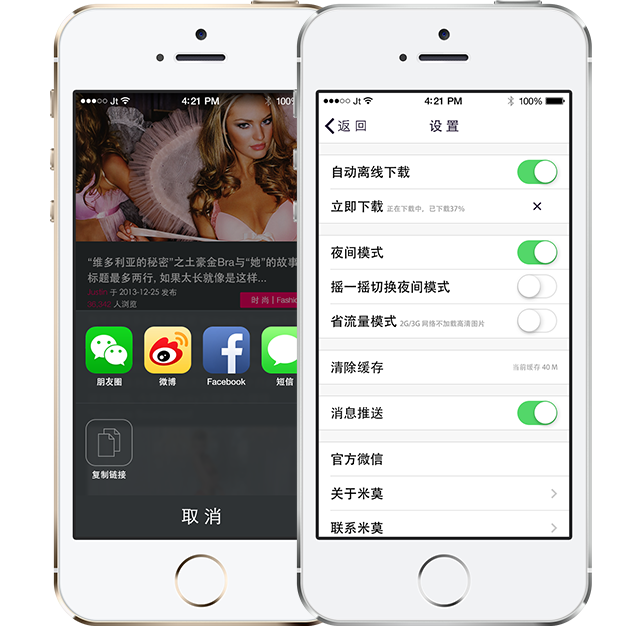 ●●●○○ Jt 4:21 PM 100%
“维多利亚的秘密”之土豪金Bra与“她”的故事
标题最多两行, 如果太长就像是这样...
于 2013-12-25 发布
人浏览
时 尚 | Fashio
朋友圈 微博 Facebook 短信
复制链接
取 消
●●●○○ Jt 4:21 PM 100%
返 回 设 置
自动离线下载
立即下载 正在下载中，已下载37% ×
夜间模式
摇一摇切换夜间模式
省流量模式 2G/3G 网络不加载高清图片
清除缓存 当前缓存 40 M
消息推送
官方微信
关于米莫
联系米莫